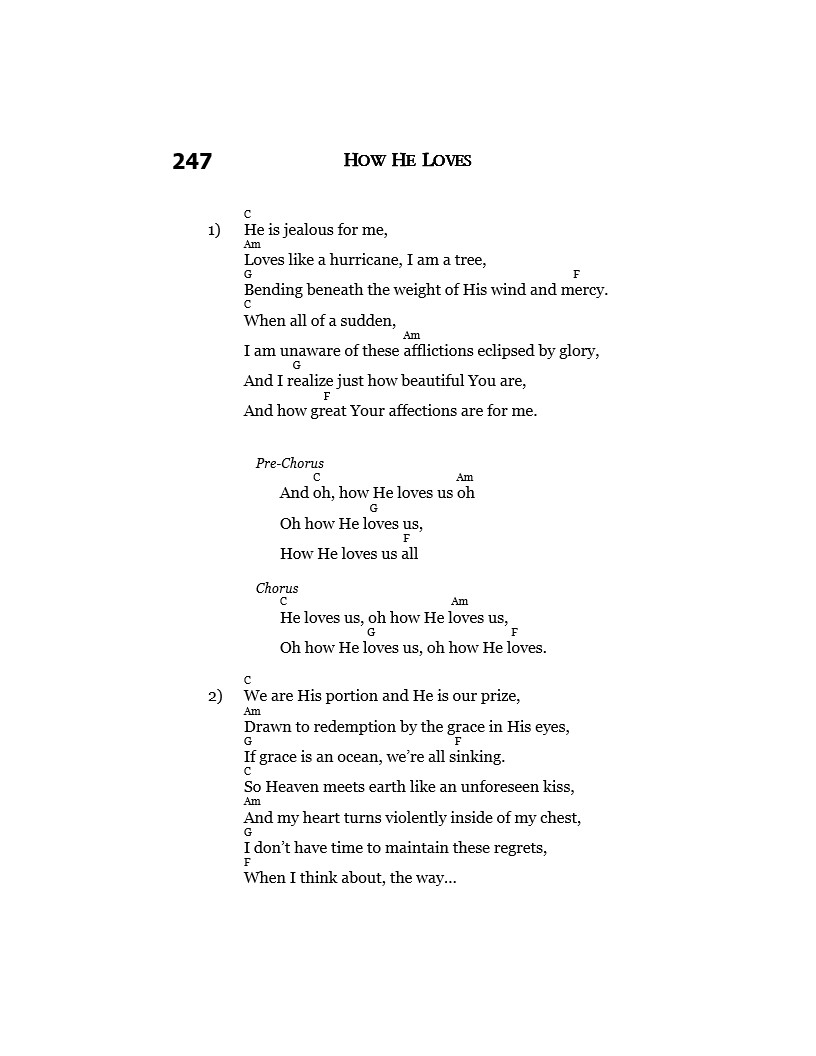 247 HOW HE LOVES
C
1) He is jealous for me,
Am
Loves like a hurricane, I am a tree,
G F
Bending beneath the weight of His wind and mercy.
C
When all of a sudden,
Am
I am unaware of these afflictions eclipsed by glory,
G
And I realize just how beautiful You are,
F
And how great Your affections are for me.
Pre-Chorus
C Am
And oh, how He loves us oh
G
Oh how He loves us,
F
How He loves us all
Chorus
C Am
He loves us, oh how He loves us,
G F
Oh how He loves us, oh how He loves.
C
2) We are His portion and He is our prize,
Am
Drawn to redemption by the grace in His eyes,
G F
If grace is an ocean, we’re all sinking.
C
So Heaven meets earth like an unforeseen kiss,
Am
And my heart turns violently inside of my chest,
G
I don’t have time to maintain these regrets,
F
When I think about, the way…